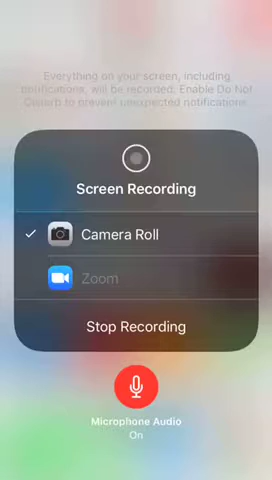 Everything on your screen, including
notifications, will be recorded. Enable Do Not
Disturb to prevent unexpected notifications.
Screen Recording
Camera Roll
Zoom
Stop Recording
Microphone Audio
On